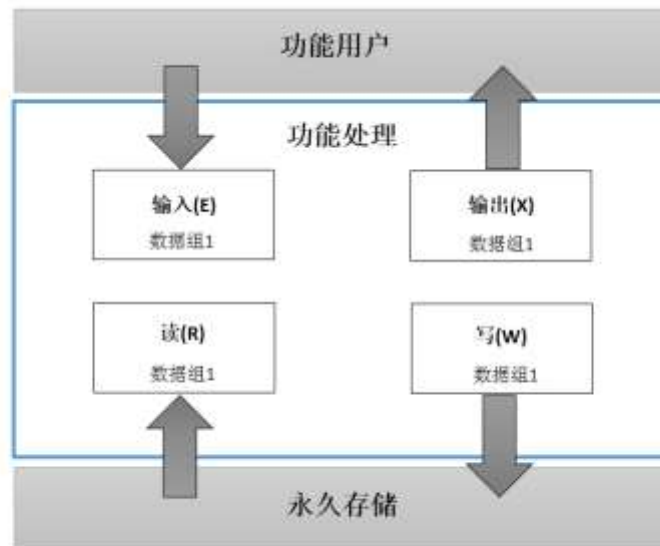 功能用户
功能处理
输入(E)
数据组1
输出(X)
数据组1
读(R)
数据组1
写(W)
数据组1
永久存储